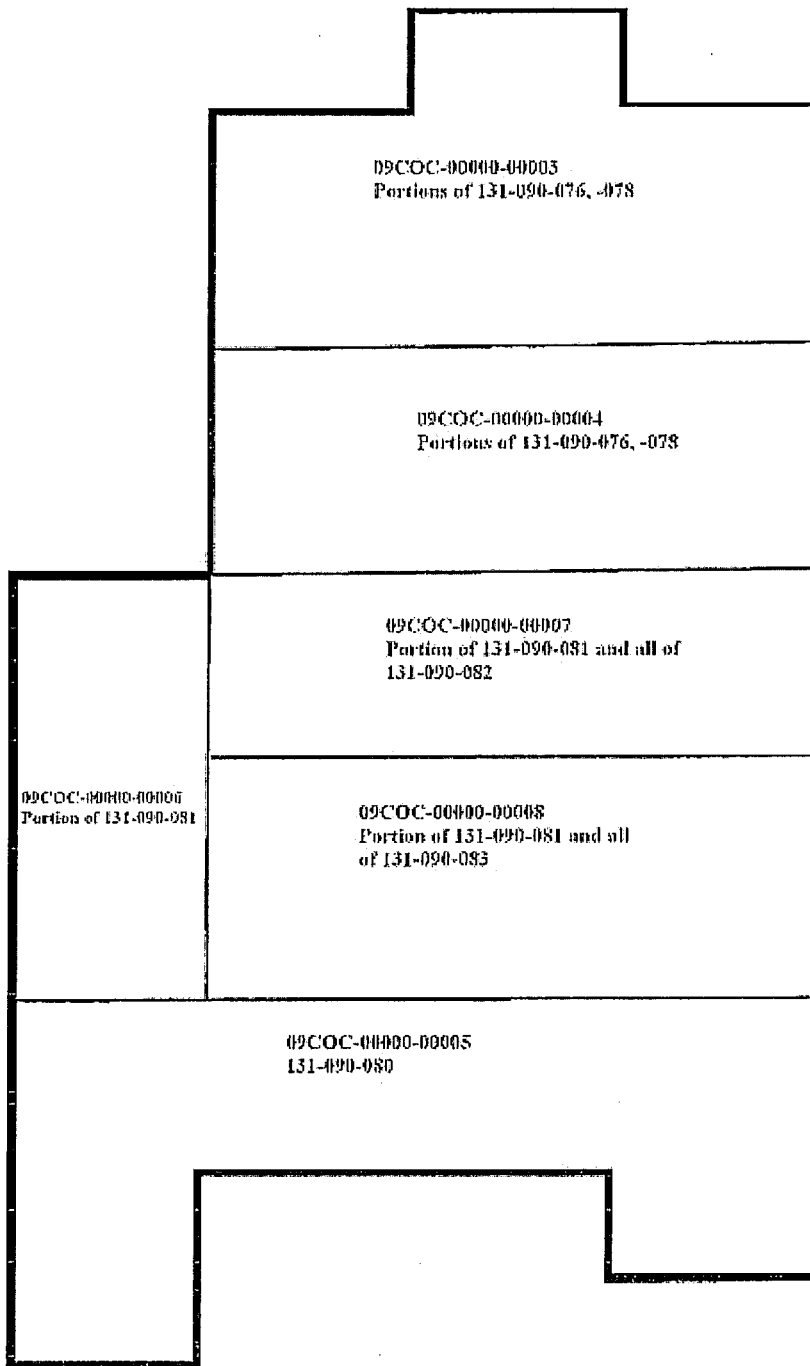 09COC-00000-00003
Portions of 131-090-076, -078
09COC-00000-00004
Portions of 131-090-076, -078
09COC-00000-00007
Portion of 131-090-081 and all of
131-090-082
09COC-00000-00006
Portion of 131-090-081
09COC-00000-00008
Portion of 131-090-081 and all
of 131-090-083
09COC-00000-00005
131-090-080